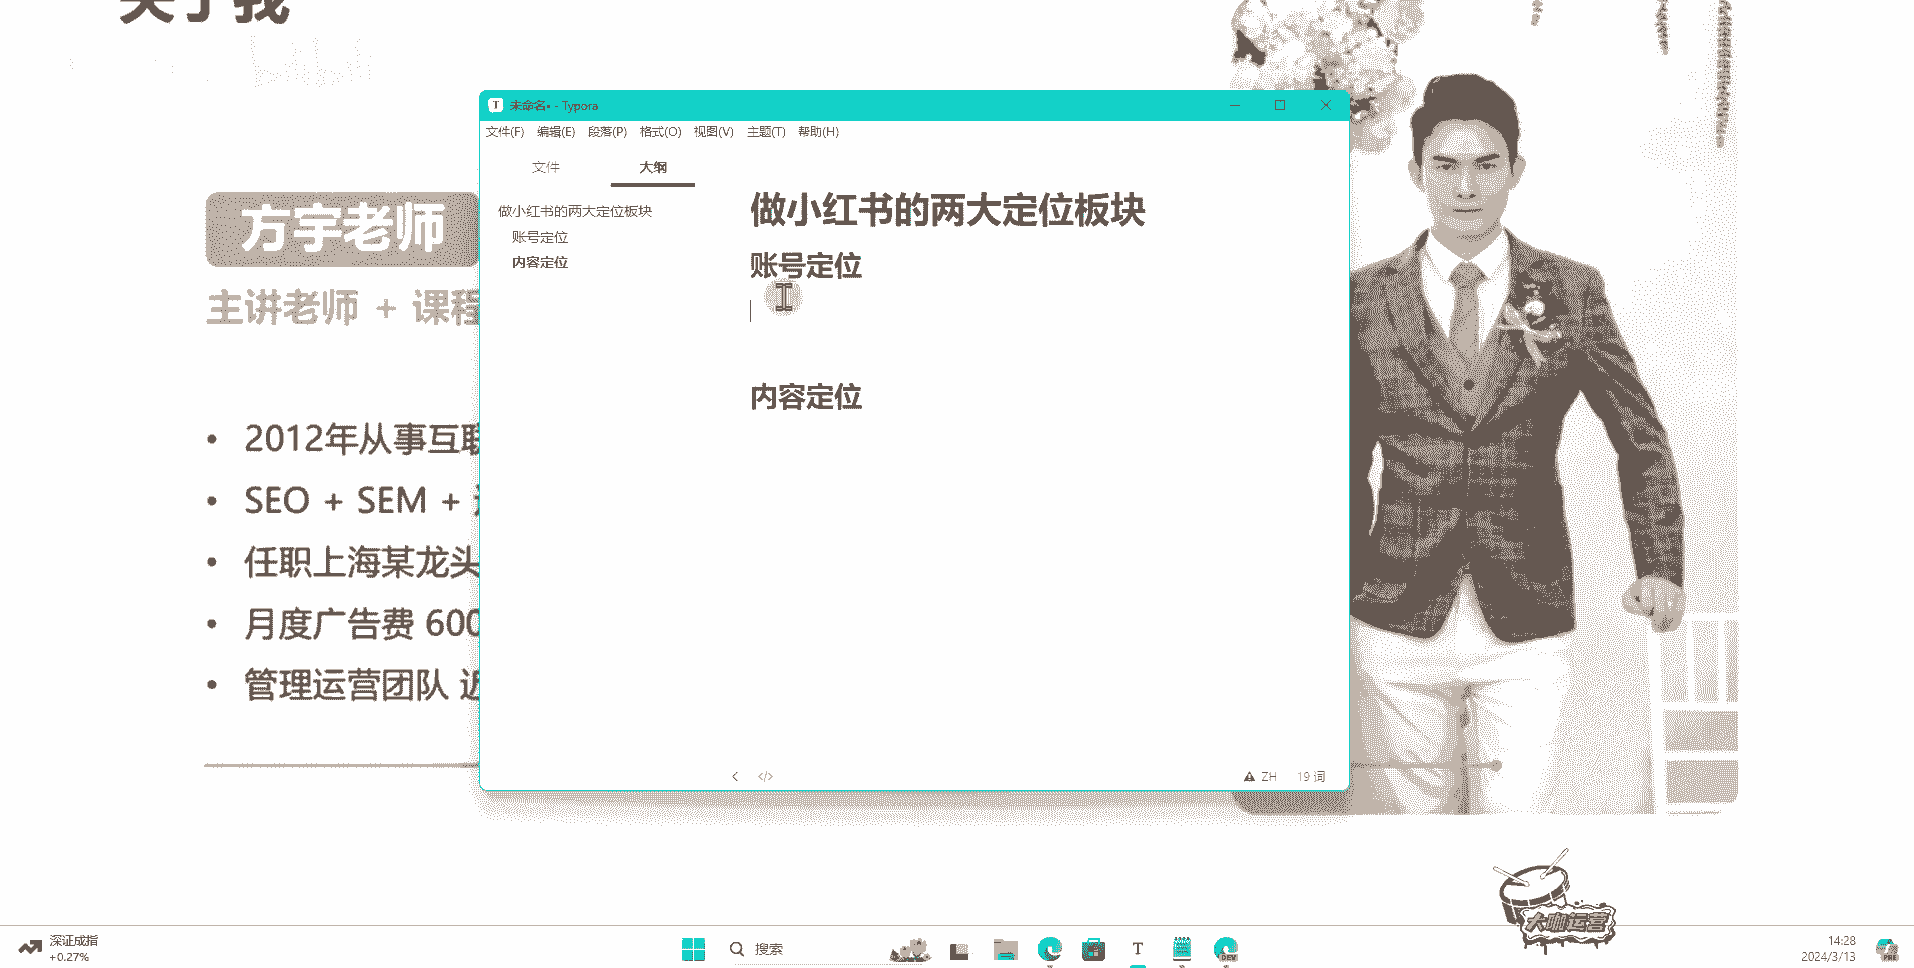 关于我
bilibili
方宇老师
主讲老师 + 课程
• 2012年从事互联
• SEO + SEM +
• 任职上海某龙头
• 月度广告费 600
• 管理运营团队 近
未命名• - Typora
文件(F) 编辑(E) 段落(P) 格式(O) 视图(V) 主题(T) 帮助(H)
文件 大纲
做小红书的两大定位板块
账号定位
内容定位
做小红书的两大定位板块
账号定位
内容定位
ZH 19 词
大咖运营
深证成指
+0.27%
搜索
T
DEV
14:28
2024/3/13
PRE